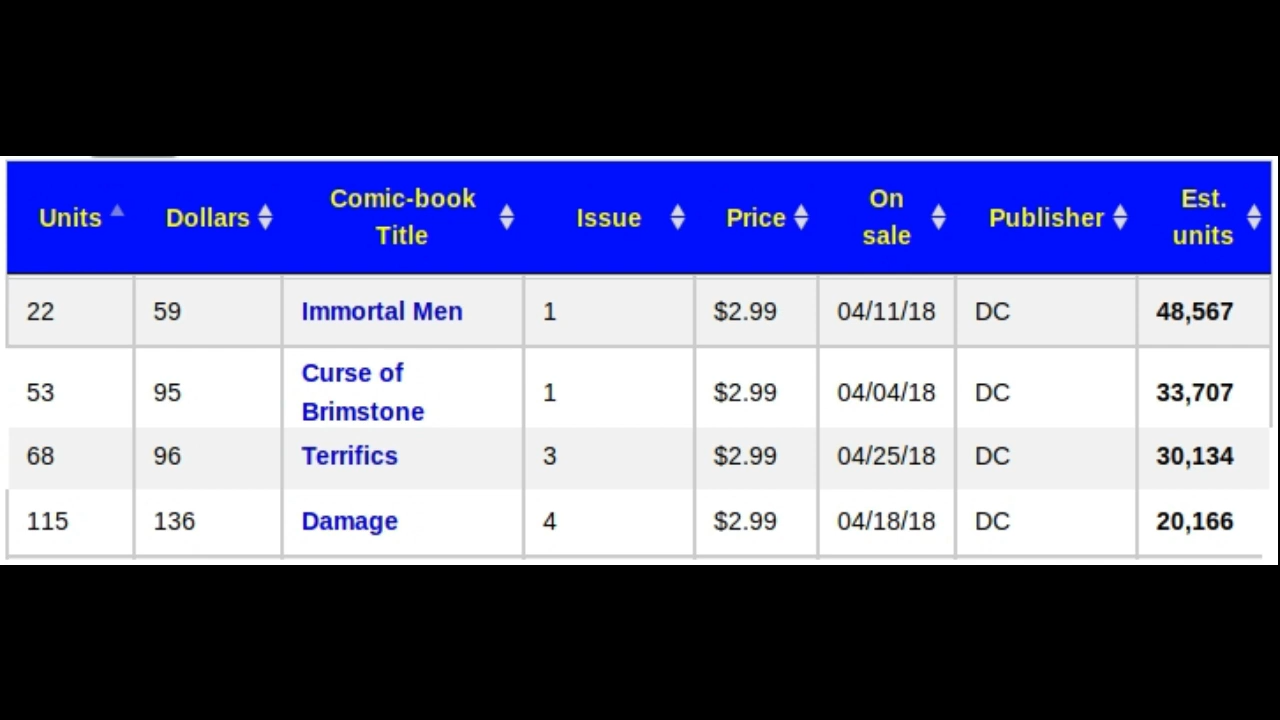 Units Dollars Comic-book Title Issue Price On sale Publisher Est. units
22 59 Immortal Men 1 $2.99 04/11/18 DC 48,567
53 95 Curse of Brimstone 1 $2.99 04/04/18 DC 33,707
68 96 Terrifics 3 $2.99 04/25/18 DC 30,134
115 136 Damage 4 $2.99 04/18/18 DC 20,166